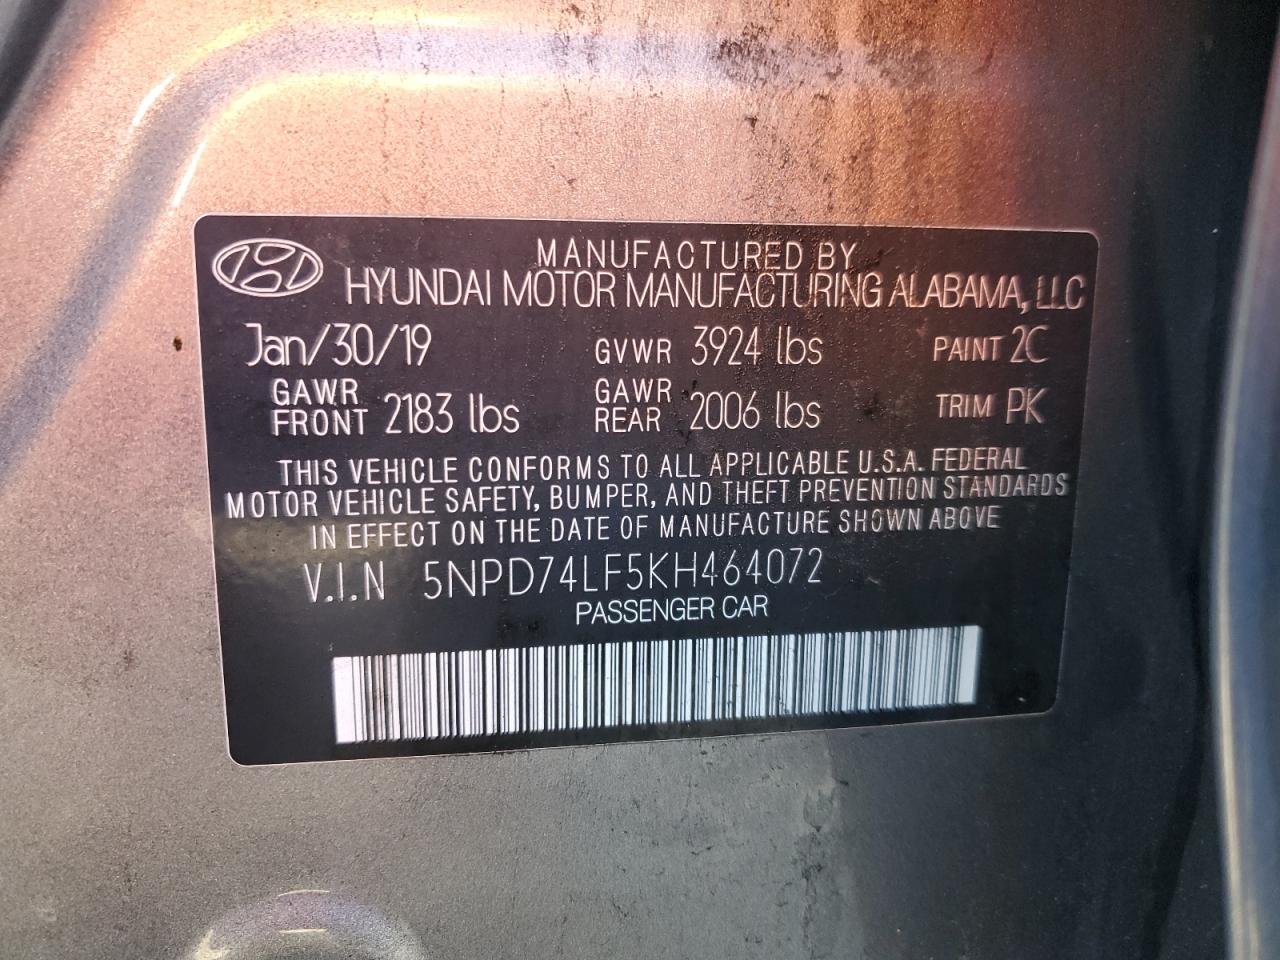 MANUFACTURED BY
HYUNDAI MOTOR MANUFACTURING ALABAMA, LLC
Jan/30/19 GVWR 3924 lbs PAINT 2C
GAWR FRONT 2183 lbs GAWR REAR 2006 lbs TRIM PK
THIS VEHICLE CONFORMS TO ALL APPLICABLE U.S.A. FEDERAL
MOTOR VEHICLE SAFETY, BUMPER, AND THEFT PREVENTION STANDARDS
IN EFFECT ON THE DATE OF MANUFACTURE SHOWN ABOVE
V.I.N 5NPD74LF5KH464072
PASSENGER CAR